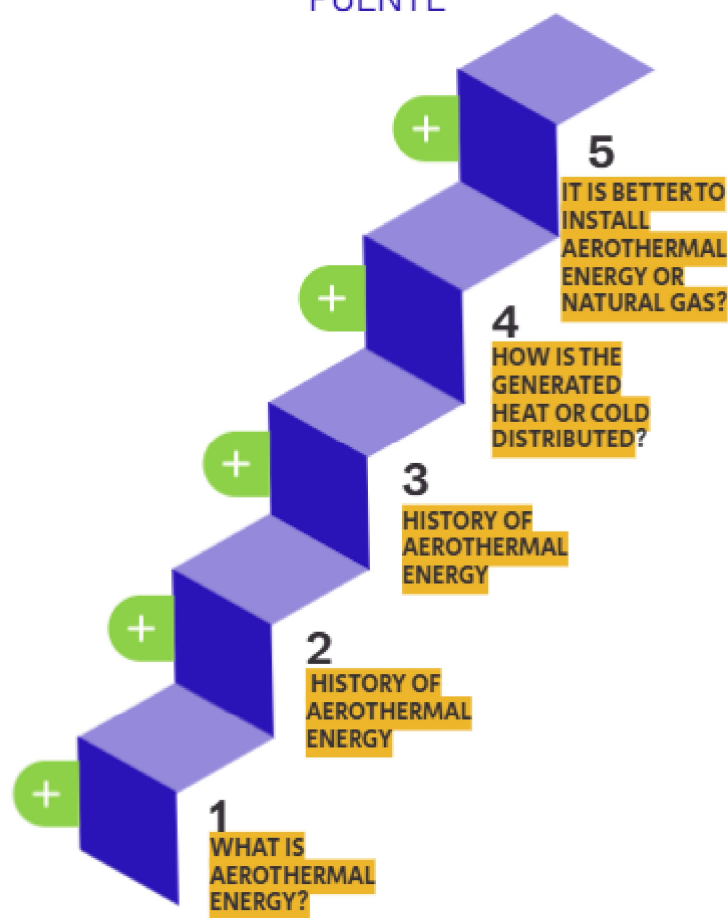 FUENTE
5
IT IS BETTER TO
INSTALL
AEROTHERMAL
ENERGY OR
NATURAL GAS?
4
HOW IS THE
GENERATED
HEAT OR COLD
DISTRIBUTED?
3
HISTORY OF
AEROTHERMAL
ENERGY
2
HISTORY OF
AEROTHERMAL
ENERGY
1
WHAT IS
AEROTHERMAL
ENERGY?